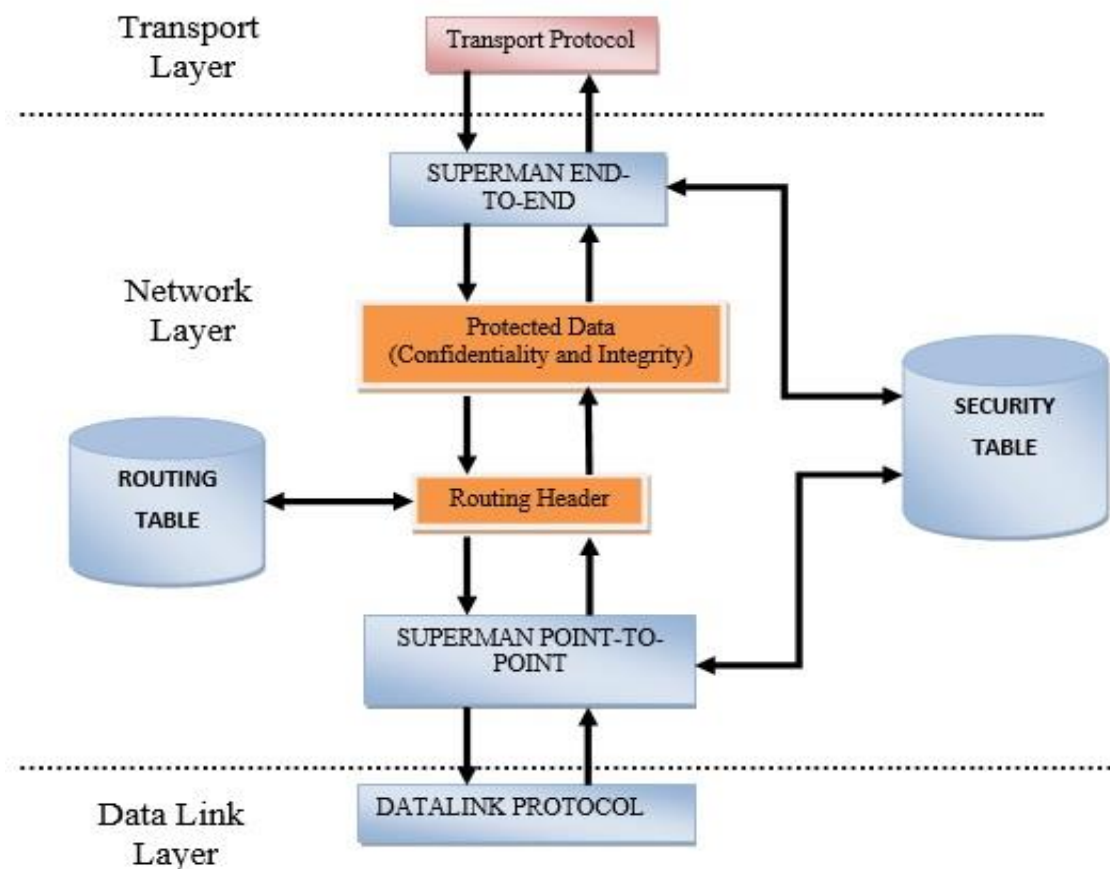 Transport
Layer
Transport Protocol
SUPERMAN END-
TO-END
Network
Layer
Protected Data
(Confidentiality and Integrity)
SECURITY
TABLE
ROUTING
TABLE
Routing Header
SUPERMAN POINT-TO-
POINT
Data Link
Layer
DATALINK PROTOCOL